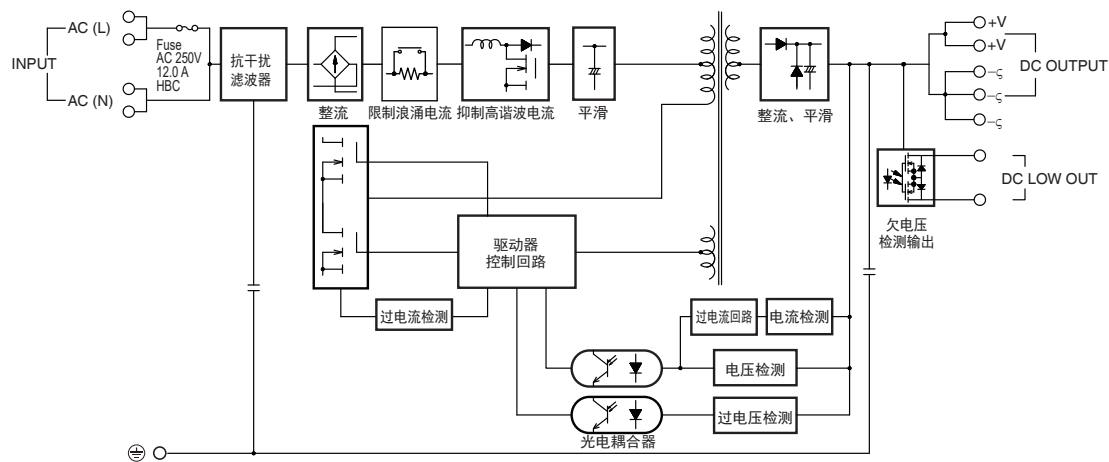 AC (L)
INPUT
AC (N)
Fuse
AC 250V
12.0 A
HBC
抗干扰
滤波器
整流
限制浪涌电流
抑制高谐波电流
平滑
整流、平滑
+V
+V
DC OUTPUT
−ς
−ς
−ς
DC LOW OUT
欠电压
检测输出
驱动器
控制回路
过电流检测
过电流回路
电流检测
电压检测
过电压检测
光电耦合器